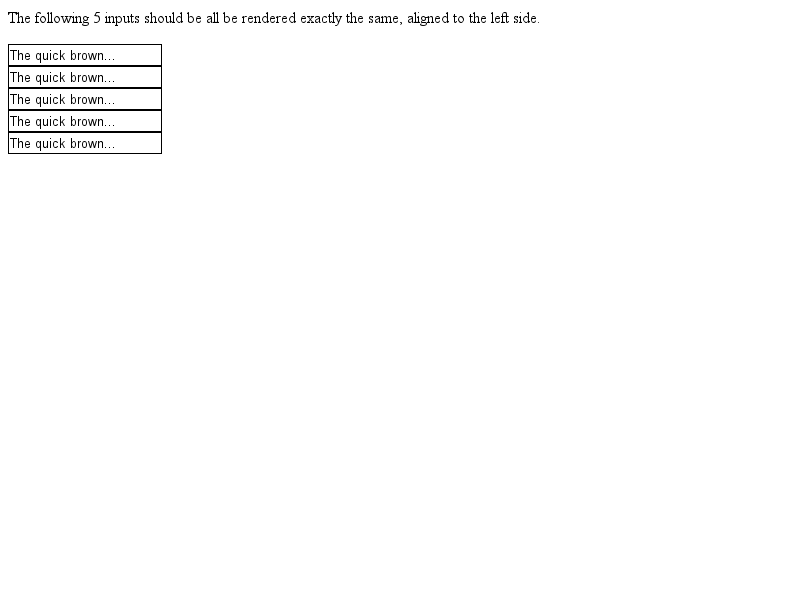 The following 5 inputs should be all be rendered exactly the same, aligned to the left side.
The quick brown...
The quick brown...
The quick brown...
The quick brown...
The quick brown...